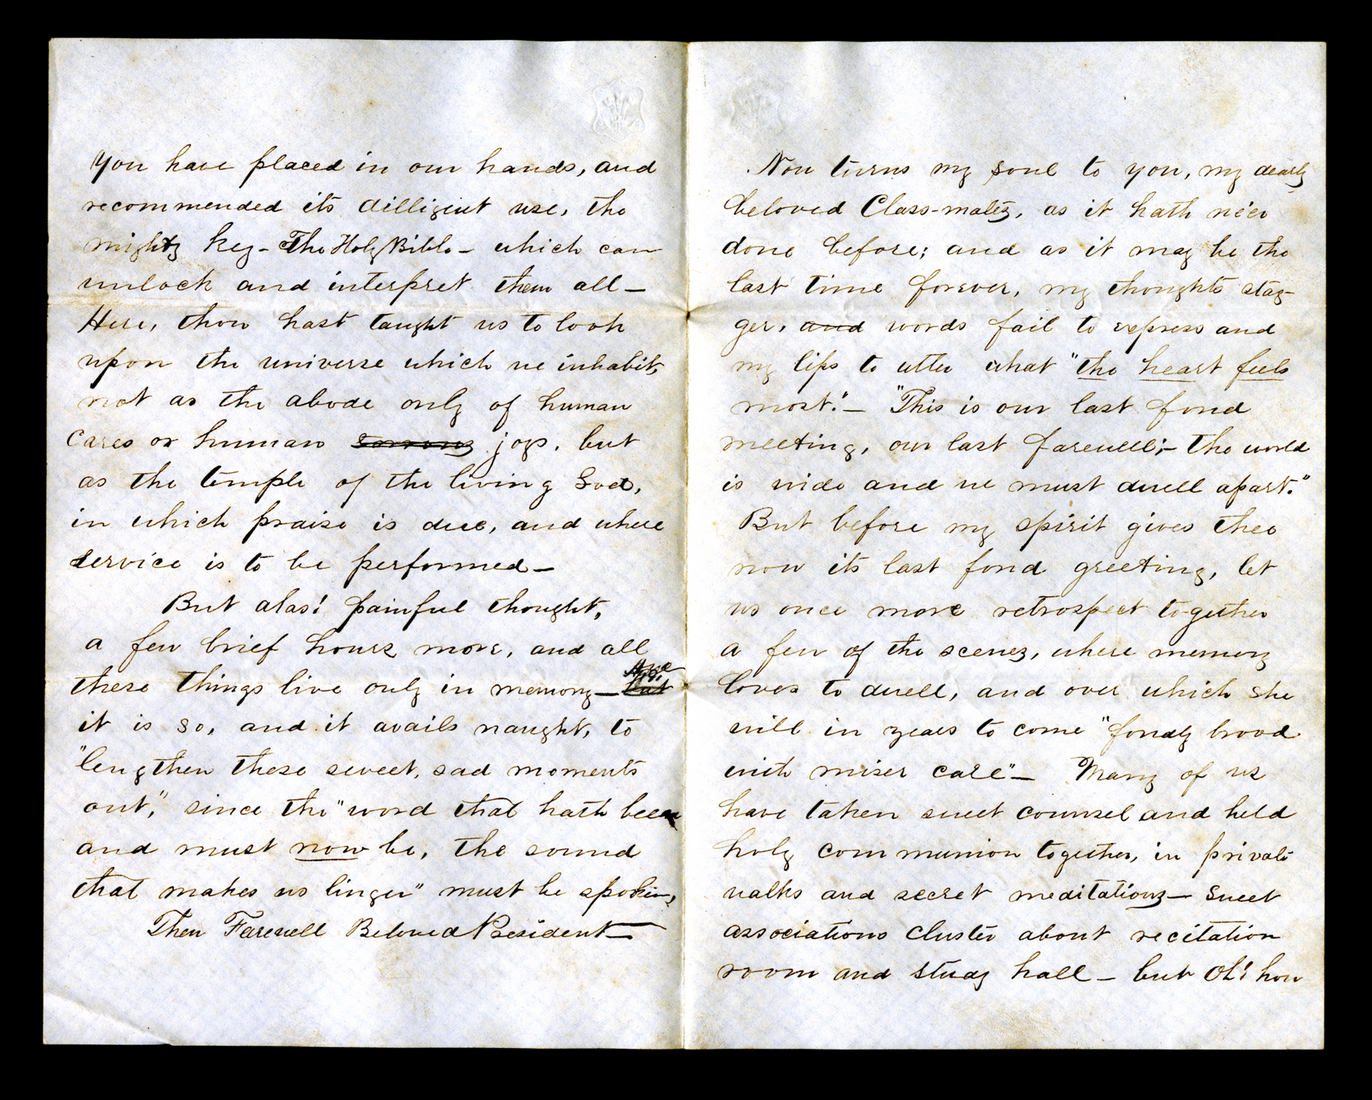 You have placed in our hands, and
recommended its dilligent use, the
mighty key - The Holy Bible - which can
unlock and interpret them all -
Here, thou hast taught us to look
upon the universe which we inhabit,
not as the abode only of human
cares or human joys, but
as the temple of the living God,
in which praise is due, and where
service is to be performed -
But alas! painful thought,
a few brief hours more, and all
these things live only in memory -
it is so, and it avails naught, to
"lengthen these sweet, sad moments
out," since the "word that hath been
and must now be, the sound
that makes us linger" must be spoken,
Then Farewell Beloved President -
Now turns my soul to you, my dearly
beloved Class-mates, as it hath ne'er
done before; and as it may be the
last time forever, my thoughts stag-
ger, and words fail to express and
my lips to utter what "the heart feels
most." - "This is our last fond
meeting, our last farewell; - the world
is wide and we must dwell apart."
But before my spirit gives thee
now its last fond greeting, let
us once more retrospect together
a few of the scenes, where memory
loves to dwell, and over which she
will in years to come "fondly brood
with miser care" - Many of us
have taken sweet counsel and held
holy communion together, in private
walks and secret meditations - Sweet
associations cluster about recitation
room and study hall - but Oh! how